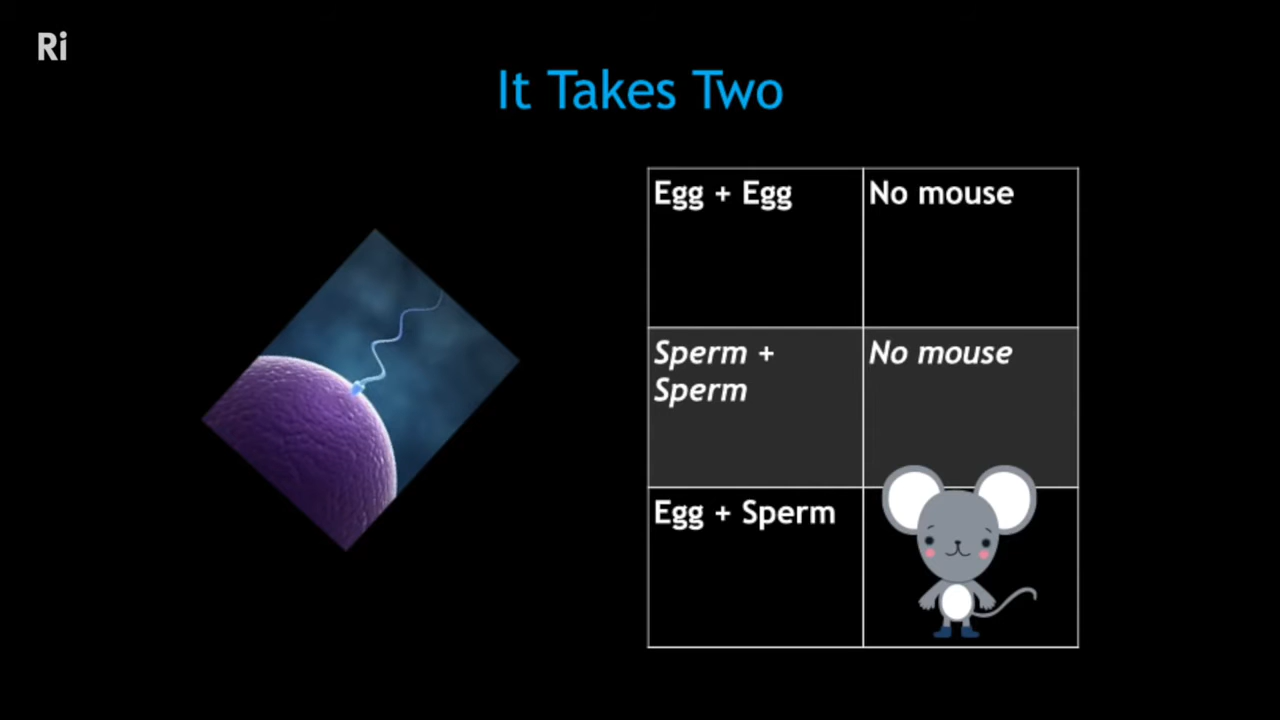 Ri
It Takes Two
Egg + Egg
No mouse
Sperm +
Sperm
No mouse
Egg + Sperm